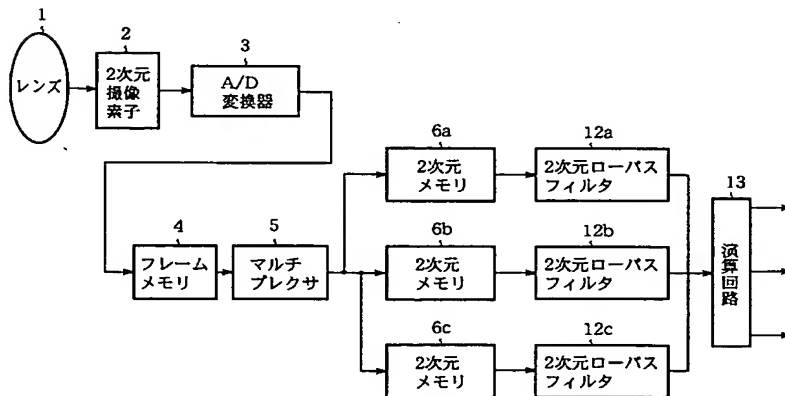 1
レンズ
2
2次元
撮像
素子
3
A/D
変換器
4
フレーム
メモリ
5
マルチ
プレクサ
6a
2次元
メモリ
12a
2次元ローパス
フィルタ
6b
2次元
メモリ
12b
2次元ローパス
フィルタ
6c
2次元
メモリ
12c
2次元ローパス
フィルタ
13
演算回路